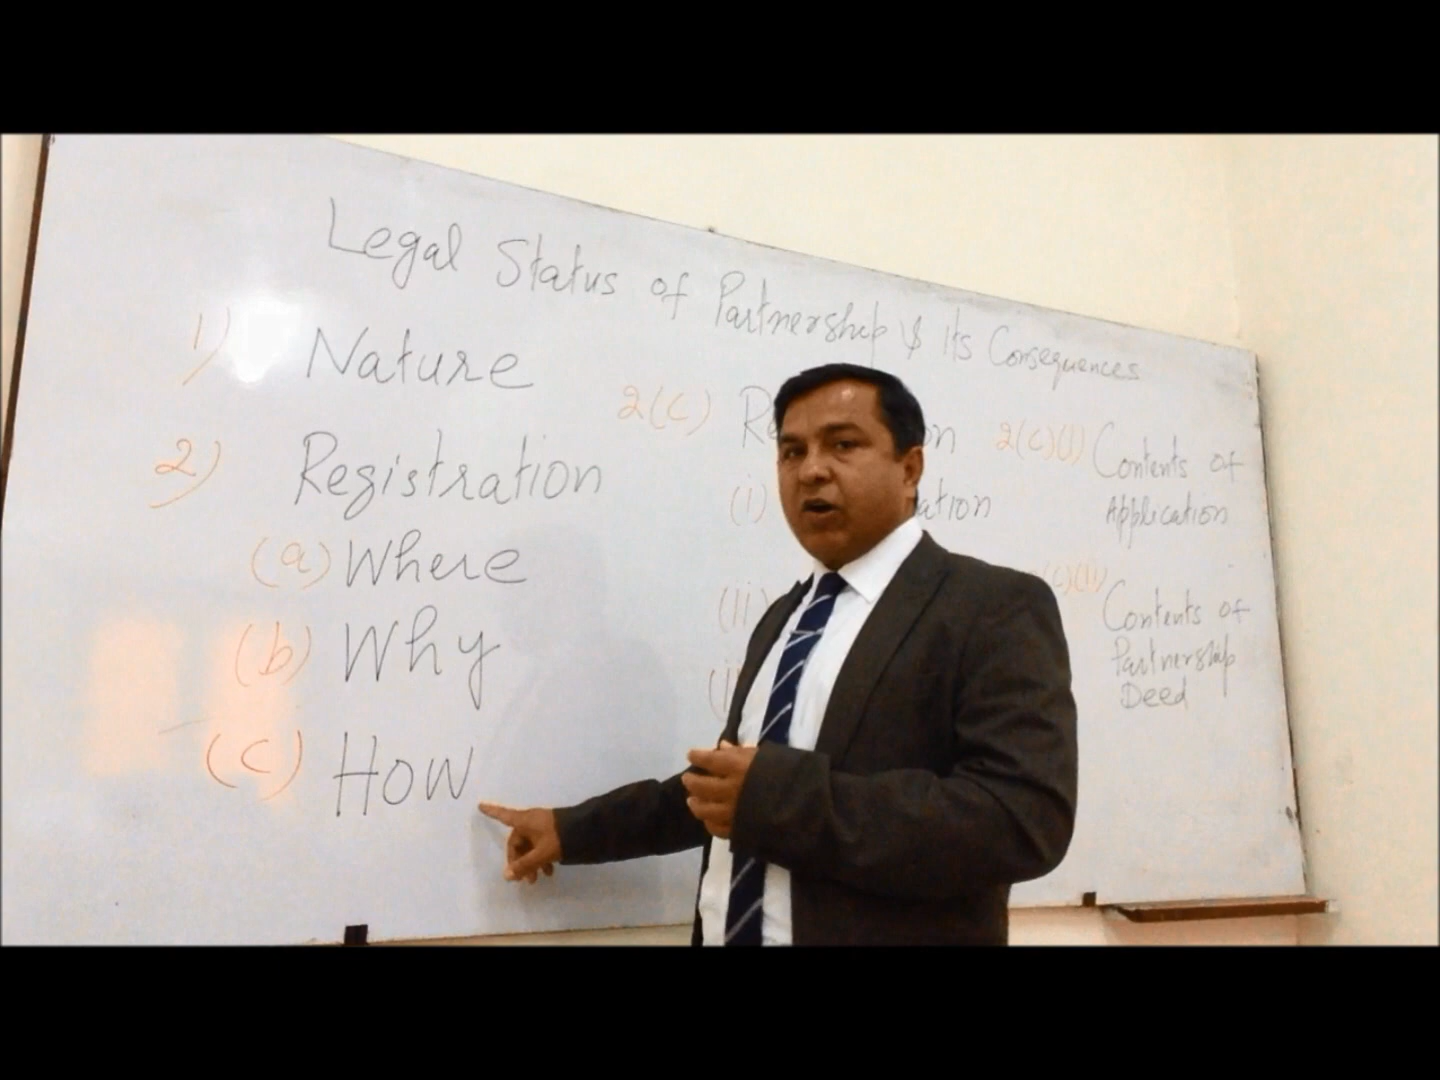 Legal Status of Partnership & Its Consequences
1) Nature
2) Registration
(a) Where
(b) Why
(c) How
2(c)
(i)
(ii)
2(c)(I) Contents of
Application
Contents of
Partnership
Deed